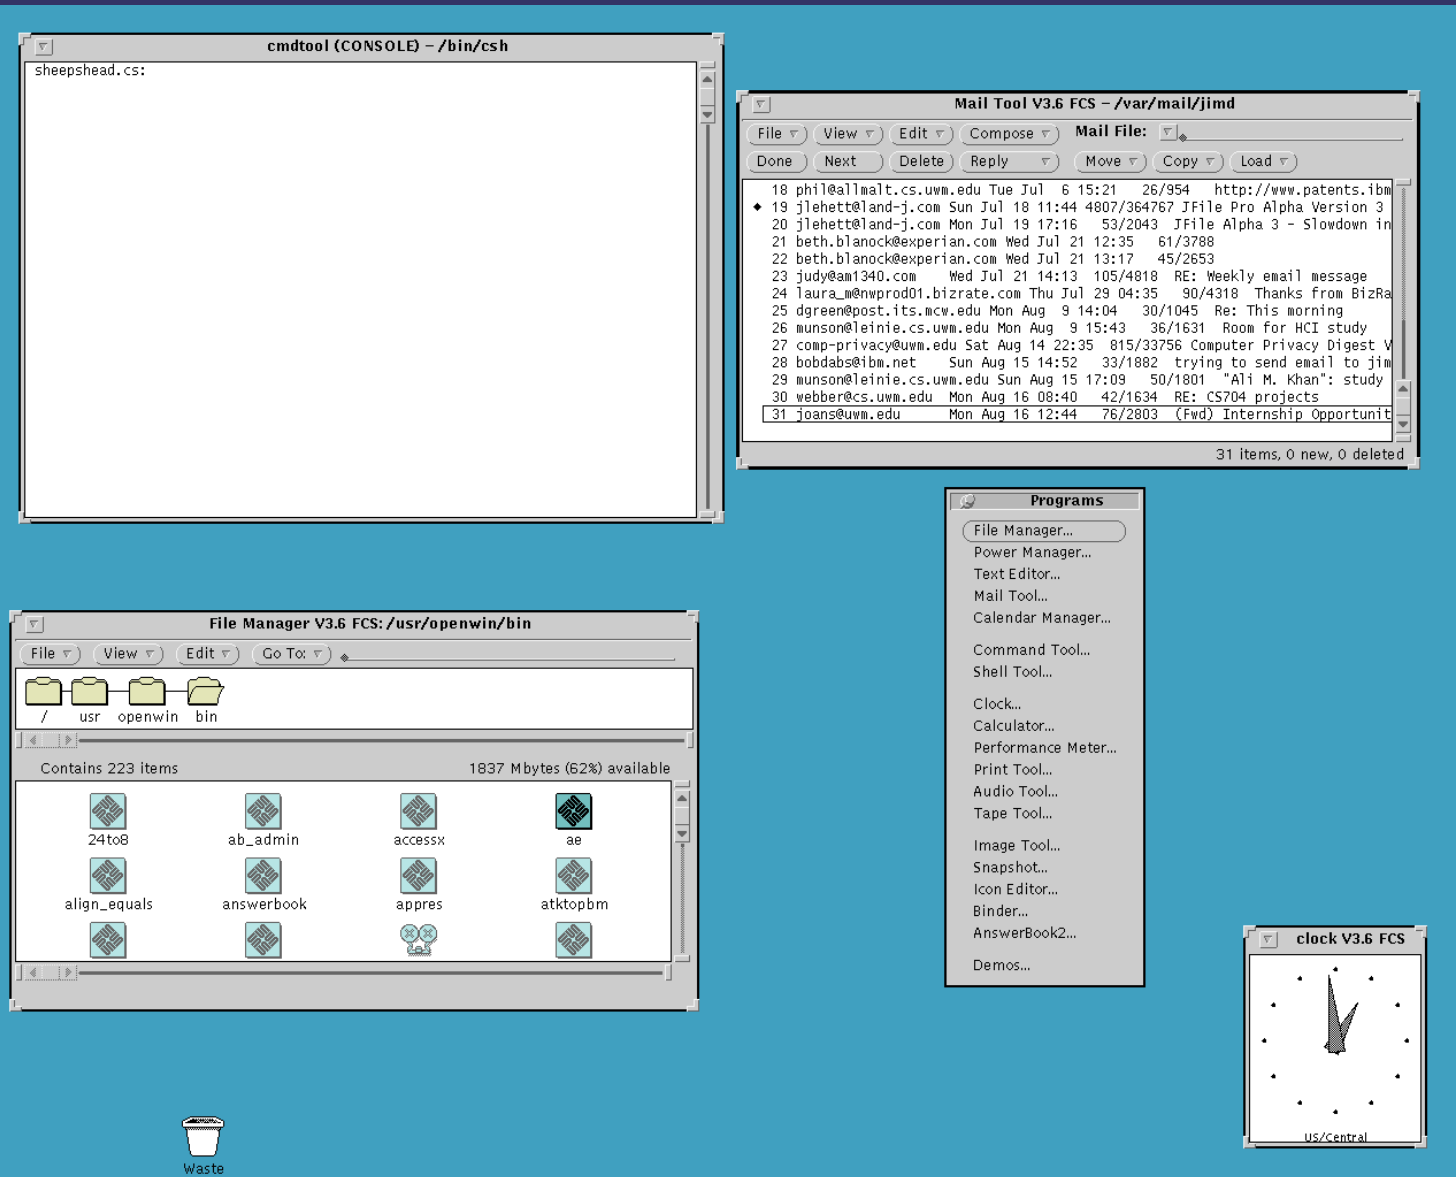 cmdtool (CONSOLE) – /bin/csh
sheepshead.cs:
Mail Tool V3.6 FCS – /var/mail/jimd
File View Edit Compose Mail File:
Done Next Delete Reply Move Copy Load
18 phil@allmalt.cs.uwm.edu Tue Jul 6 15:21 26/954 http://www.patents.ibm
19 jlehett@land-j.com Sun Jul 18 11:44 4807/364767 JFile Pro Alpha Version 3
20 jlehett@land-j.com Mon Jul 19 17:16 53/2043 JFile Alpha 3 - Slowdown in
21 beth.blanock@experian.com Wed Jul 21 12:35 61/3788
22 beth.blanock@experian.com Wed Jul 21 13:17 45/2653
23 judy@am1340.com Wed Jul 21 14:13 105/4818 RE: Weekly email message
24 laura_m@nwprod01.bizrate.com Thu Jul 29 04:35 90/4318 Thanks from BizRa
25 dgreen@post.its.mcw.edu Mon Aug 9 14:04 30/1045 Re: This morning
26 munson@leinie.cs.uwm.edu Mon Aug 9 15:43 36/1631 Room for HCI study
27 comp-privacy@uwm.edu Sat Aug 14 22:35 815/33756 Computer Privacy Digest V
28 bobdabs@ibm.net Sun Aug 15 14:52 33/1882 trying to send email to jim
29 munson@leinie.cs.uwm.edu Sun Aug 15 17:09 50/1801 "Ali M. Khan": study
30 webber@cs.uwm.edu Mon Aug 16 08:40 42/1634 RE: CS704 projects
31 joans@uwm.edu Mon Aug 16 12:44 76/2803 (Fwd) Internship Opportunit
31 items, 0 new, 0 deleted
Programs
File Manager...
Power Manager...
Text Editor...
Mail Tool...
Calendar Manager...
Command Tool...
Shell Tool...
Clock...
Calculator...
Performance Meter...
Print Tool...
Audio Tool...
Tape Tool...
Image Tool...
Snapshot...
Icon Editor...
Binder...
AnswerBook2...
Demos...
File Manager V3.6 FCS: /usr/openwin/bin
File View Edit Go To:
/ usr openwin bin
Contains 223 items 1837 Mbytes (62%) available
24to8 ab_admin accessx ae
align_equals answerbook appres atktopbm
clock V3.6 FCS
US/Central
Waste